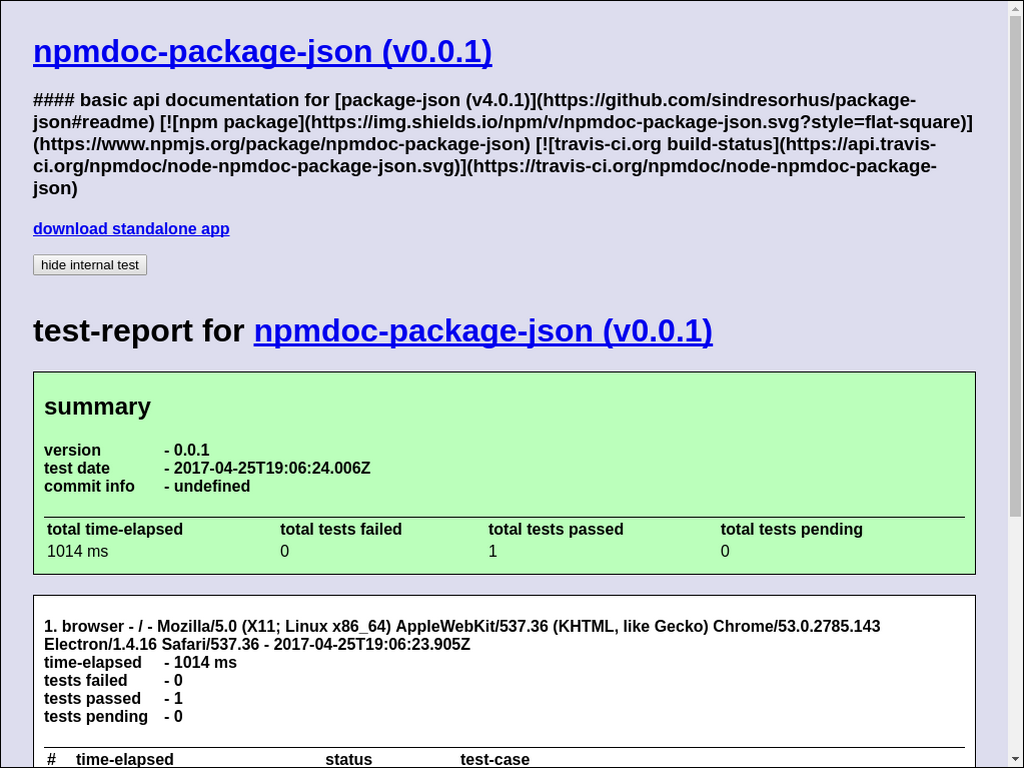 npmdoc-package-json (v0.0.1)
#### basic api documentation for [package-json (v4.0.1)](https://github.com/sindresorhus/package-
json#readme) [![npm package](https://img.shields.io/npm/v/npmdoc-package-json.svg?style=flat-square)]
(https://www.npmjs.org/package/npmdoc-package-json) [![travis-ci.org build-status](https://api.travis-
ci.org/npmdoc/node-npmdoc-package-json.svg)](https://travis-ci.org/npmdoc/node-npmdoc-package-
json)
download standalone app
hide internal test
test-report for npmdoc-package-json (v0.0.1)
summary
version - 0.0.1
test date - 2017-04-25T19:06:24.006Z
commit info - undefined
total time-elapsed total tests failed total tests passed total tests pending
1014 ms 0 1 0
1. browser - / - Mozilla/5.0 (X11; Linux x86_64) AppleWebKit/537.36 (KHTML, like Gecko) Chrome/53.0.2785.143
Electron/1.4.16 Safari/537.36 - 2017-04-25T19:06:23.905Z
time-elapsed - 1014 ms
tests failed - 0
tests passed - 1
tests pending - 0
# time-elapsed status test-case